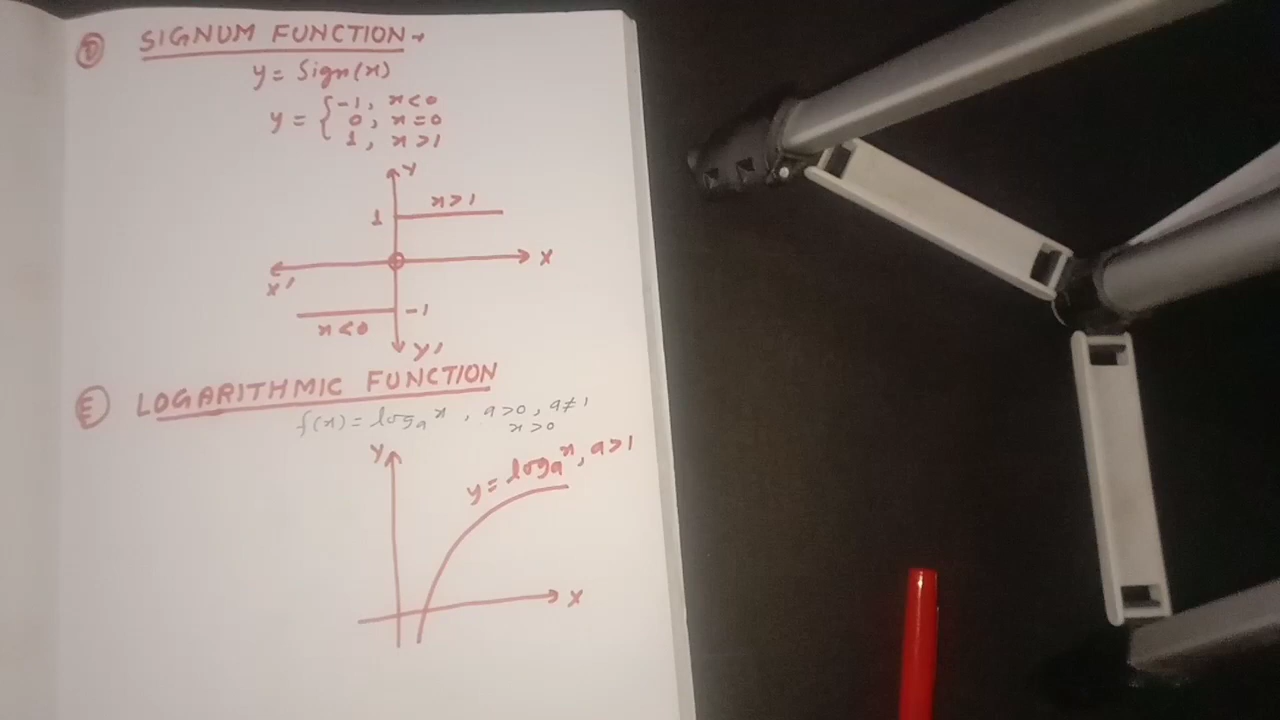 D SIGNUM FUNCTION→
y = Sign(x)
y = { -1, x<0
0, x=0
1, x>1
Y
x>1
1
X
X'
-1
x<0
Y'
E LOGARITHMIC FUNCTION
f(x) = logₐx, a>0, a≠1
x>0
Y
y = logₐx, a>1
X